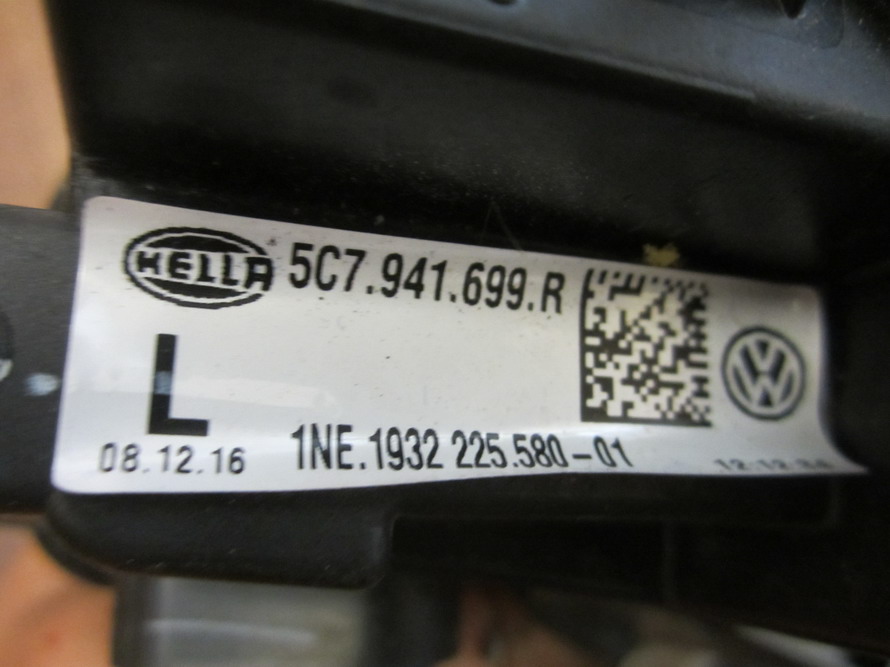 HELLA 5C7.941.699.R
L
08.12.16 1NE.1932 225.580-01